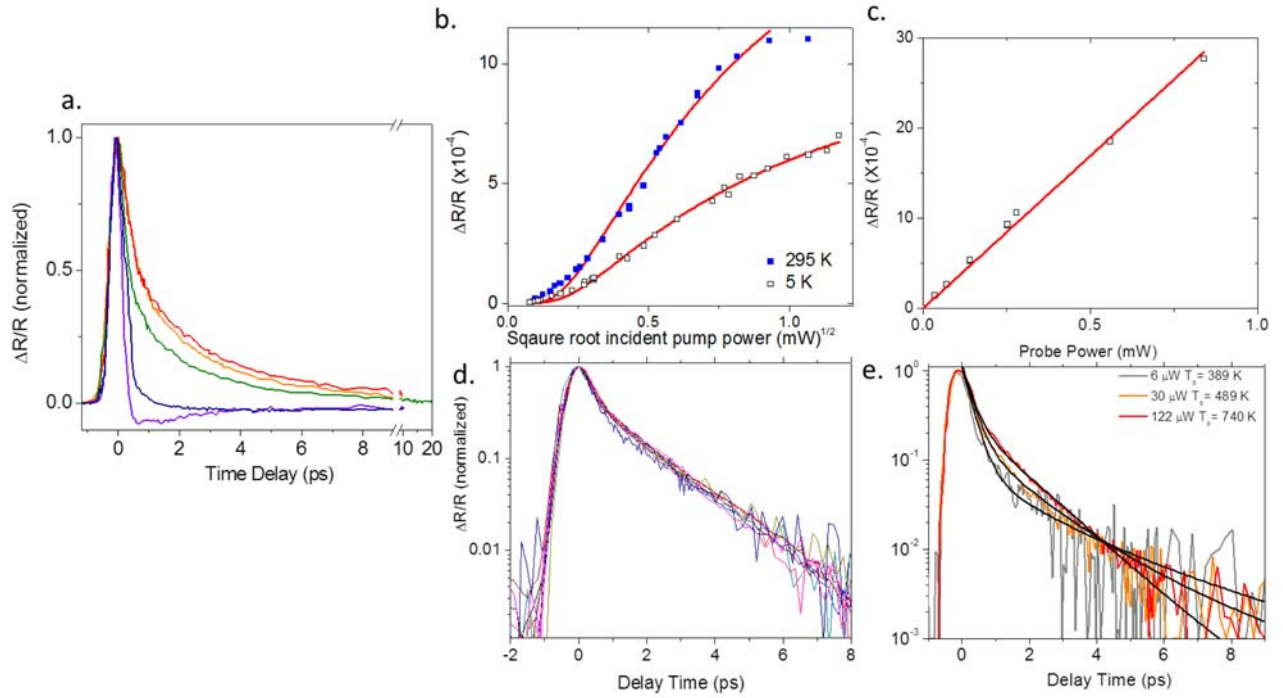 a.
ΔR/R (normalized)
1.0
0.5
0.0
0 2 4 6 8 10 20
Time Delay (ps)
b.
ΔR/R (x10⁻⁴)
10
5
0
295 K
5 K
0.0 0.5 1.0
Sqaure root incident pump power (mW)^1/2
c.
ΔR/R (X10⁻⁴)
30
20
10
0
0.0 0.5 1.0
Probe Power (mW)
d.
ΔR/R (normalized)
1
0.1
0.01
-2 0 2 4 6 8
Delay Time (ps)
e.
10⁰
10⁻¹
10⁻²
10⁻³
6 μW Tₑ= 389 K
30 μW Tₑ= 489 K
122 μW Tₑ= 740 K
0 2 4 6 8
Delay Time (ps)